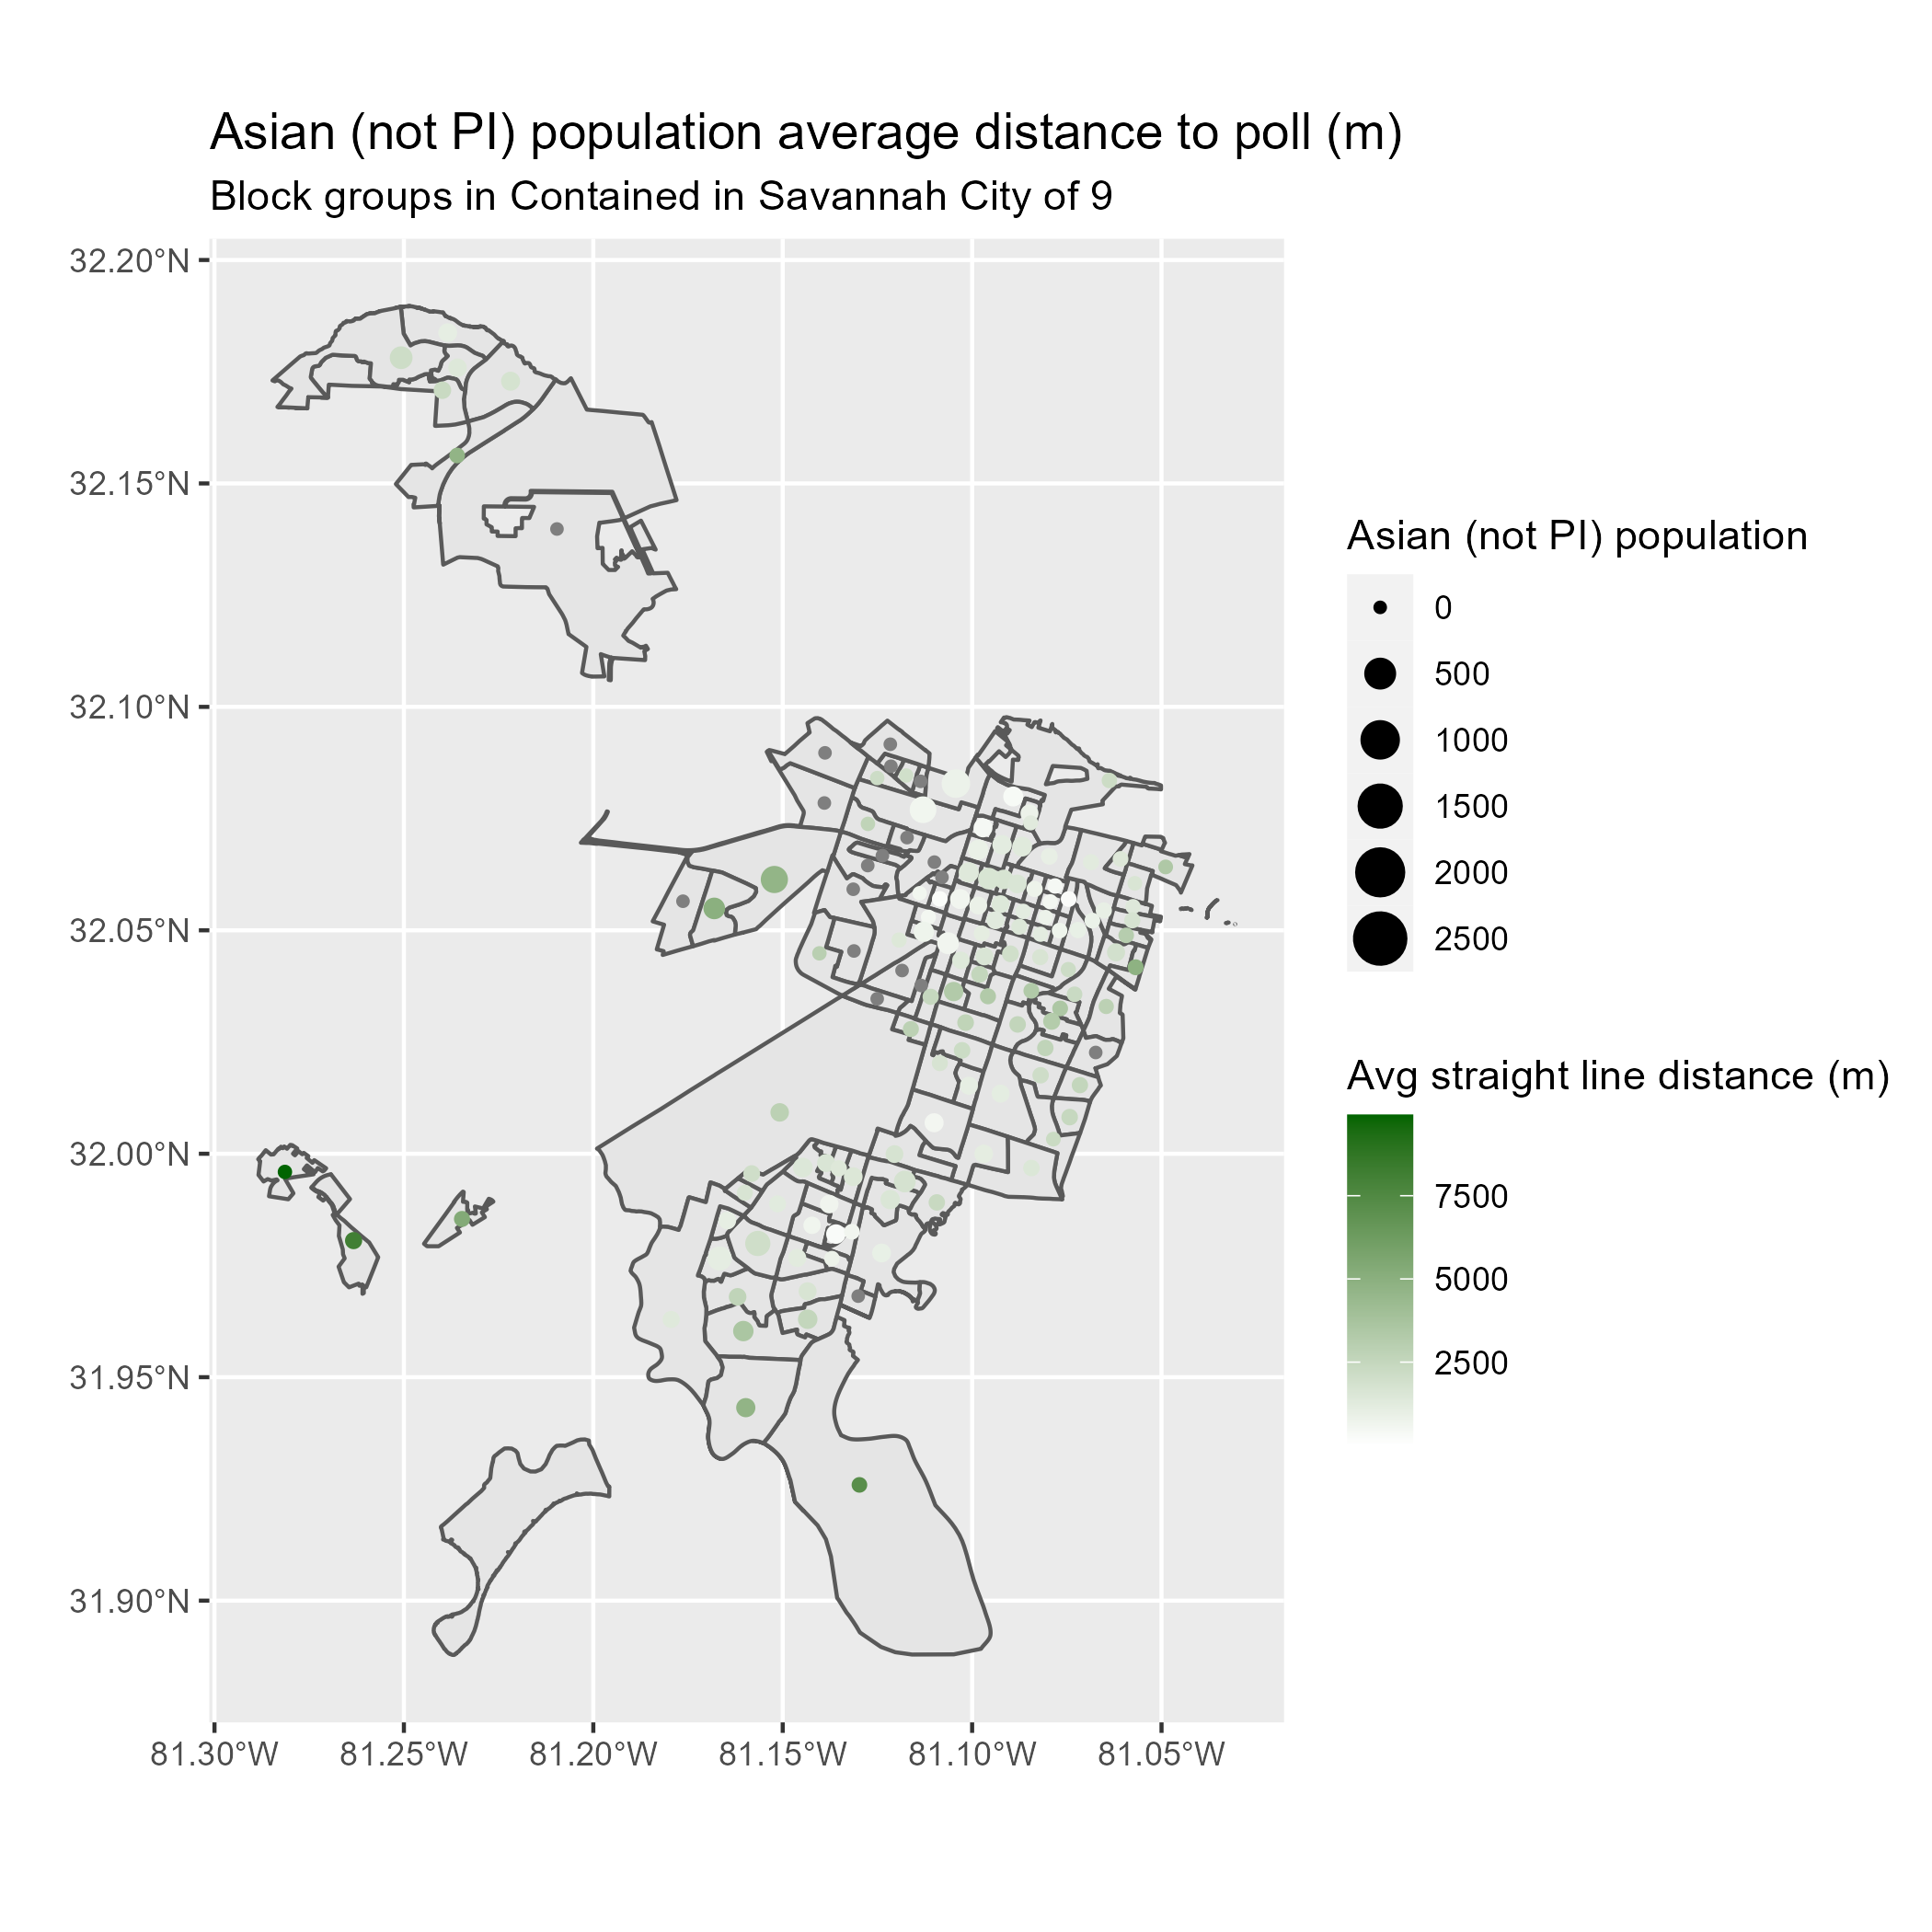 Asian (not PI) population average distance to poll (m)
Block groups in Contained in Savannah City of 9
32.20°N
32.15°N
32.10°N
32.05°N
32.00°N
31.95°N
31.90°N
81.30°W 81.25°W 81.20°W 81.15°W 81.10°W 81.05°W
Asian (not PI) population
0
500
1000
1500
2000
2500
Avg straight line distance (m)
7500
5000
2500